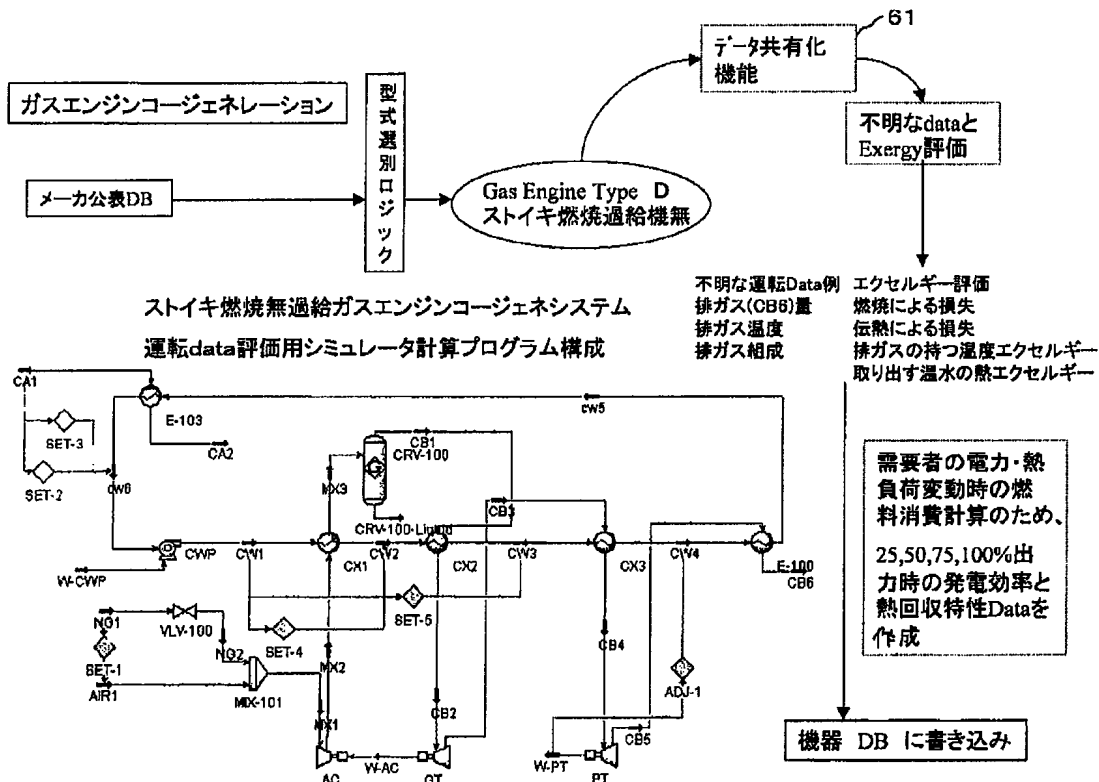 61
データ共有化
機能
ガスエンジンコージェネレーション
型式選別ロジック
不明なdataと
Exergy評価
メーカ公表DB
Gas Engine Type D
ストイキ燃焼過給機無
不明な運転Data例 エクセルギー評価
排ガス(CB6)量 燃焼による損失
排ガス温度 伝熱による損失
排ガス組成 排ガスの持つ温度エクセルギー
取り出す温水の熱エクセルギー
ストイキ燃焼無過給ガスエンジンコージェネシステム
運転data評価用シミュレータ計算プログラム構成
CA1
E-103
cw5
SET-3
CA2
SET-2
cw6
CB1
CRV-100
MX3
CB3
CRV-100-Liquid
CWP
CW1
CX1
CW2
CX2
CW3
CX3
CW4
E-100
CB6
W-CWP
SET-5
SET-4
NG1
VLV-100
NG2
SET-1
AIR1
MIX-101
MX2
MX1
CB2
CB4
ADJ-1
CB5
AC
W-AC
GT
W-PT
PT
需要者の電力・熱
負荷変動時の燃
料消費計算のため、
25,50,75,100%出
力時の発電効率と
熱回収特性Dataを
作成
機器 DB に書き込み